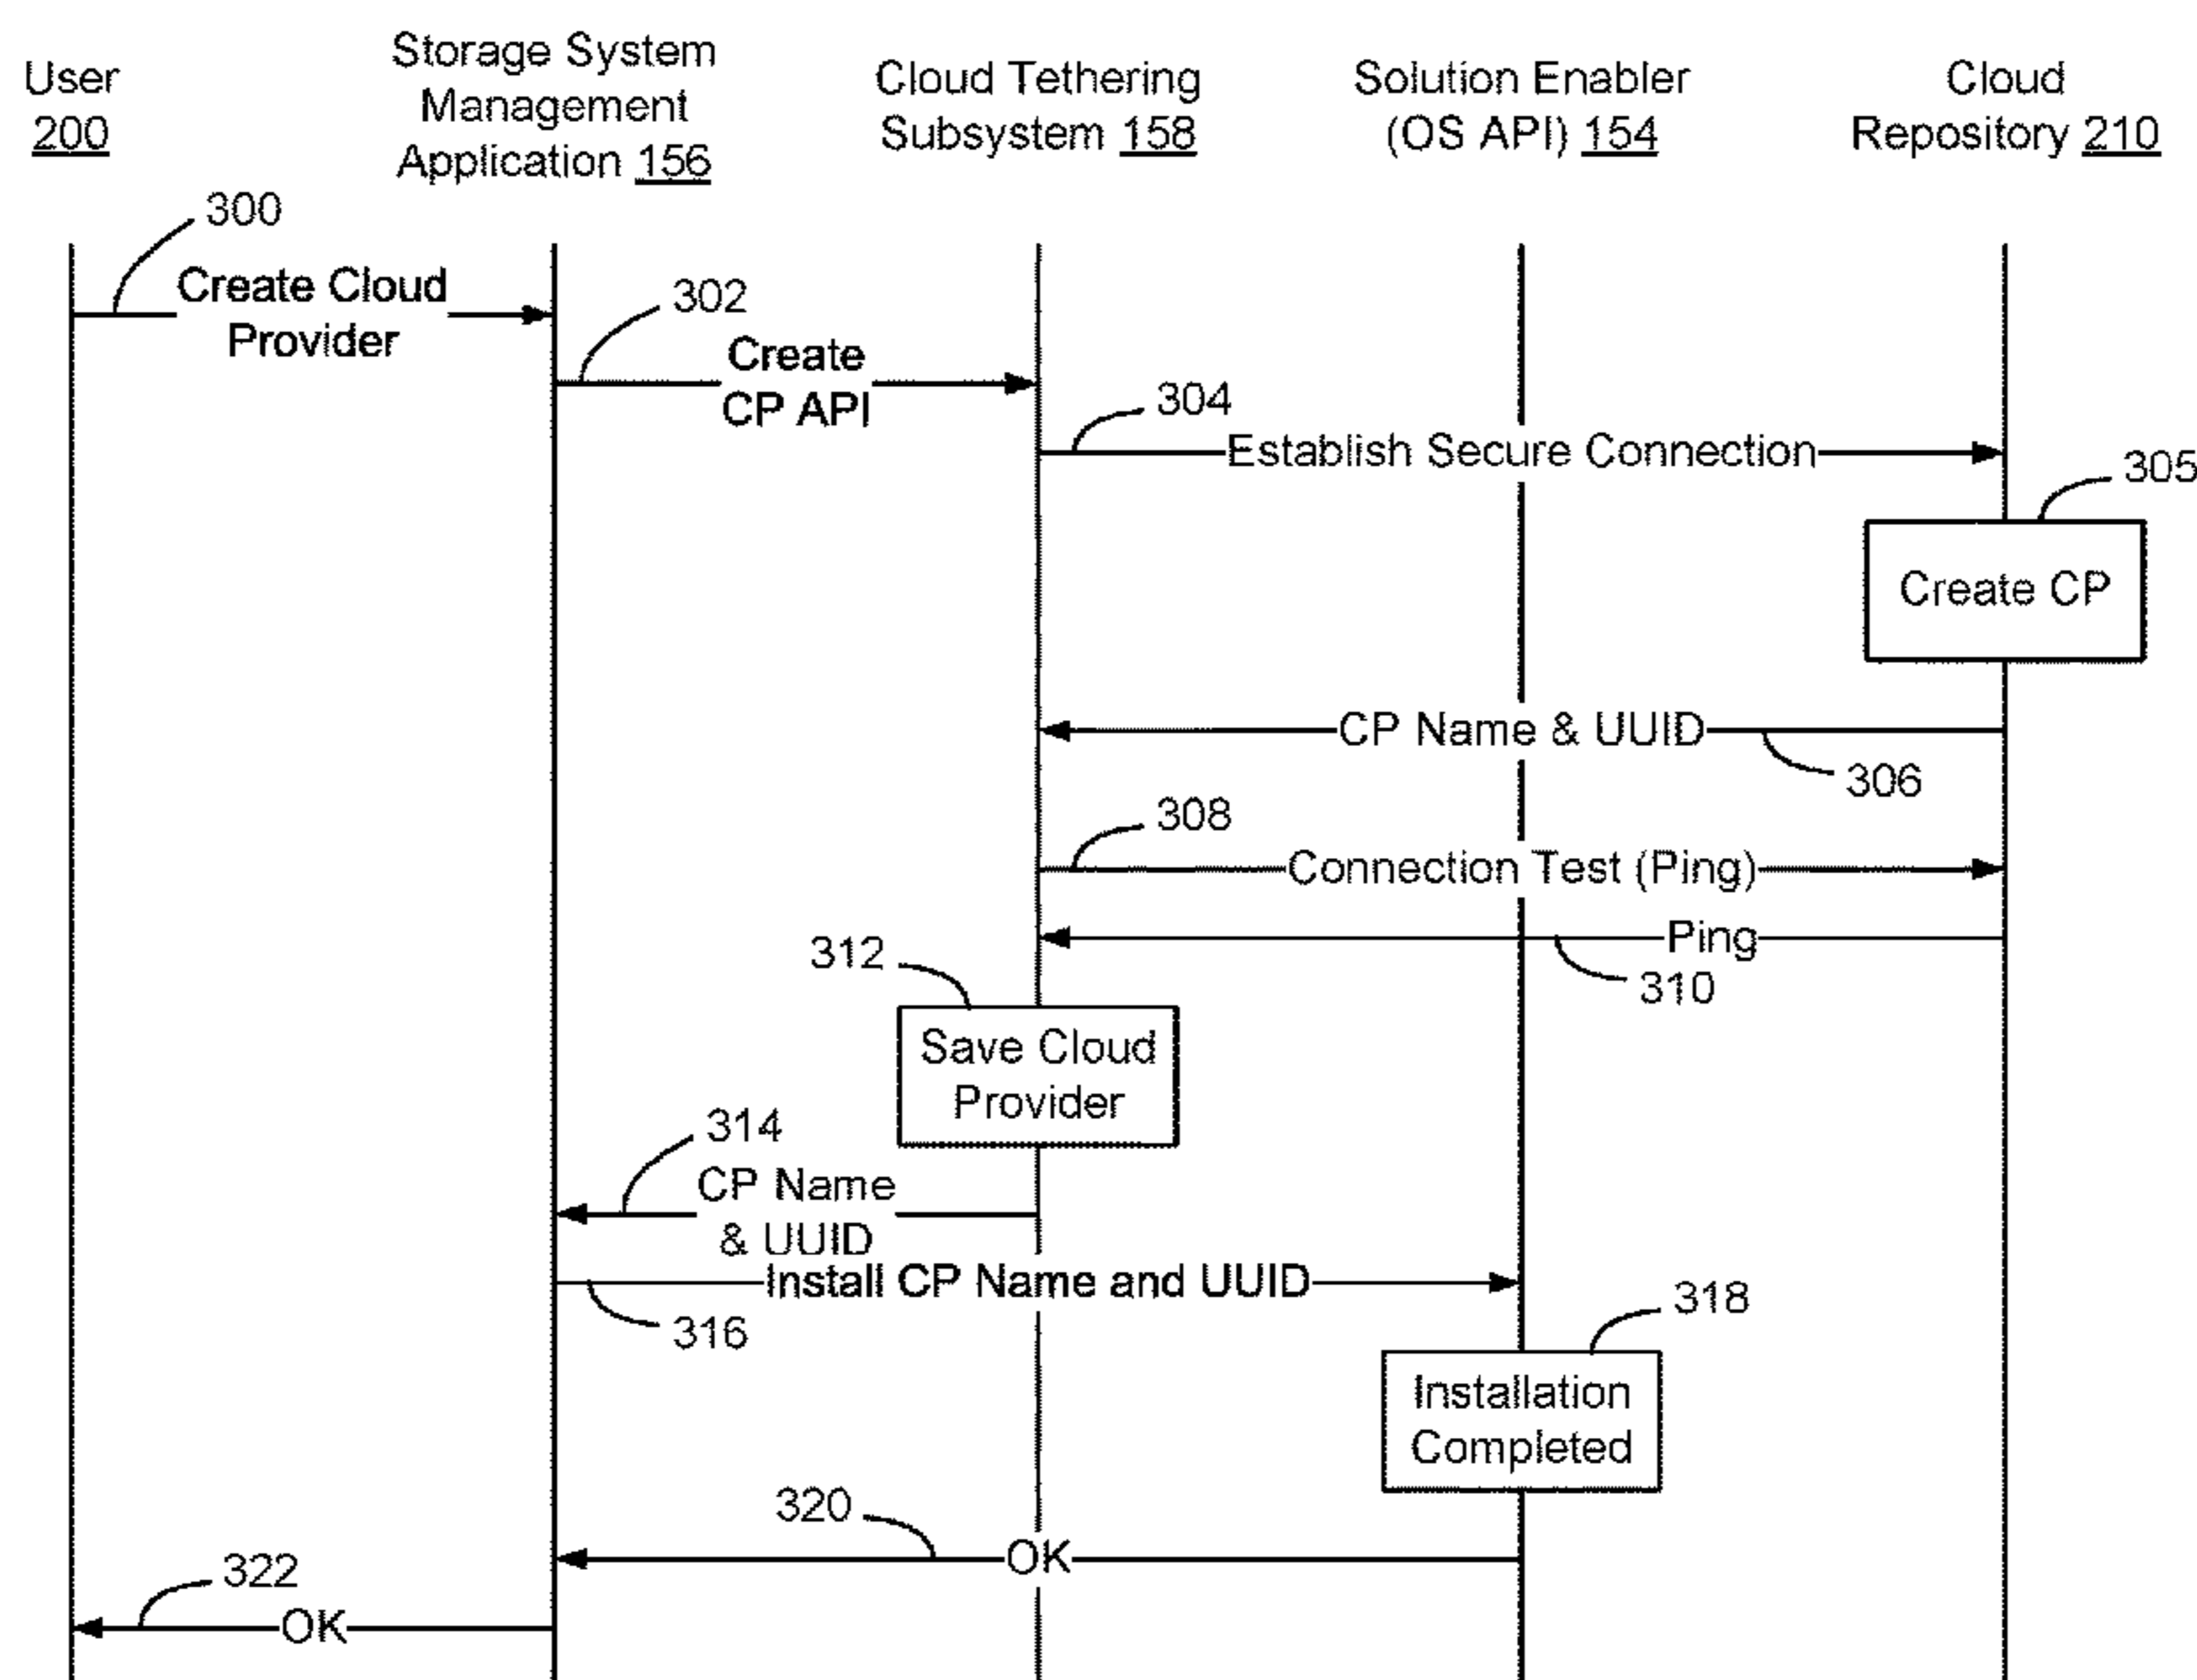 User
200
Storage System
Management
Application 156
Cloud Tethering
Subsystem 158
Solution Enabler
(OS API) 154
Cloud
Repository 210
300
Create Cloud
Provider
302
Create
CP API
304
Establish Secure Connection
305
Create CP
CP Name & UUID
306
308
Connection Test (Ping)
Ping
310
312
Save Cloud
Provider
314
CP Name
& UUID
Install CP Name and UUID
316
318
Installation
Completed
320
OK
322
OK